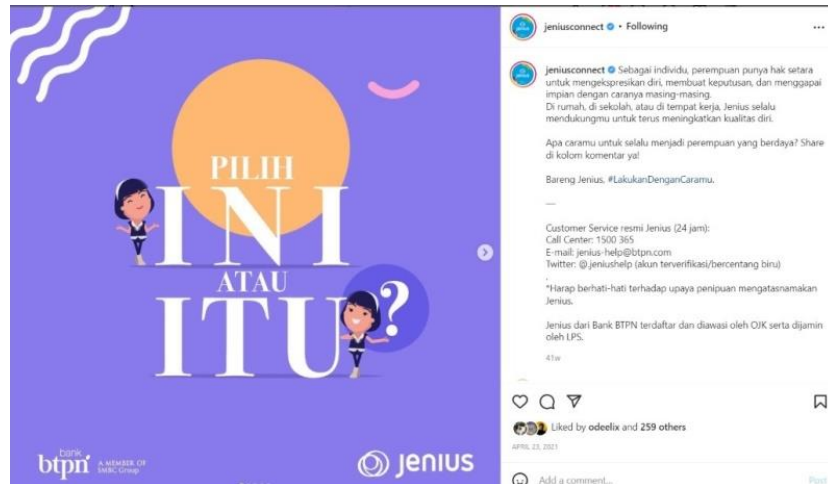 PILIH
INI
ATAU
ITU?
bank
btpn
A MEMBER OF
SMBC Group
jenius
jeniusconnect • Following
jeniusconnect Sebagai individu, perempuan punya hak setara
untuk mengekspresikan diri, membuat keputusan, dan menggapai
impian dengan caranya masing-masing.
Di rumah, di sekolah, atau di tempat kerja, Jenius selalu
mendukungmu untuk terus meningkatkan kualitas diri.
Apa caramu untuk selalu menjadi perempuan yang berdaya? Share
di kolom komentar ya!
Bareng Jenius, #LakukanDenganCaramu.
—
Customer Service resmi Jenius (24 jam):
Call Center: 1500 365
E-mail: jenius-help@btpn.com
Twitter: @jeniushelp (akun terverifikasi/bercentang biru)
.
*Harap berhati-hati terhadap upaya penipuan mengatasnamakan
Jenius.
Jenius dari Bank BTPN terdaftar dan diawasi oleh OJK serta dijamin
oleh LPS.
41w
Liked by odeelix and 259 others
APRIL 23, 2021
Add a comment...
Post